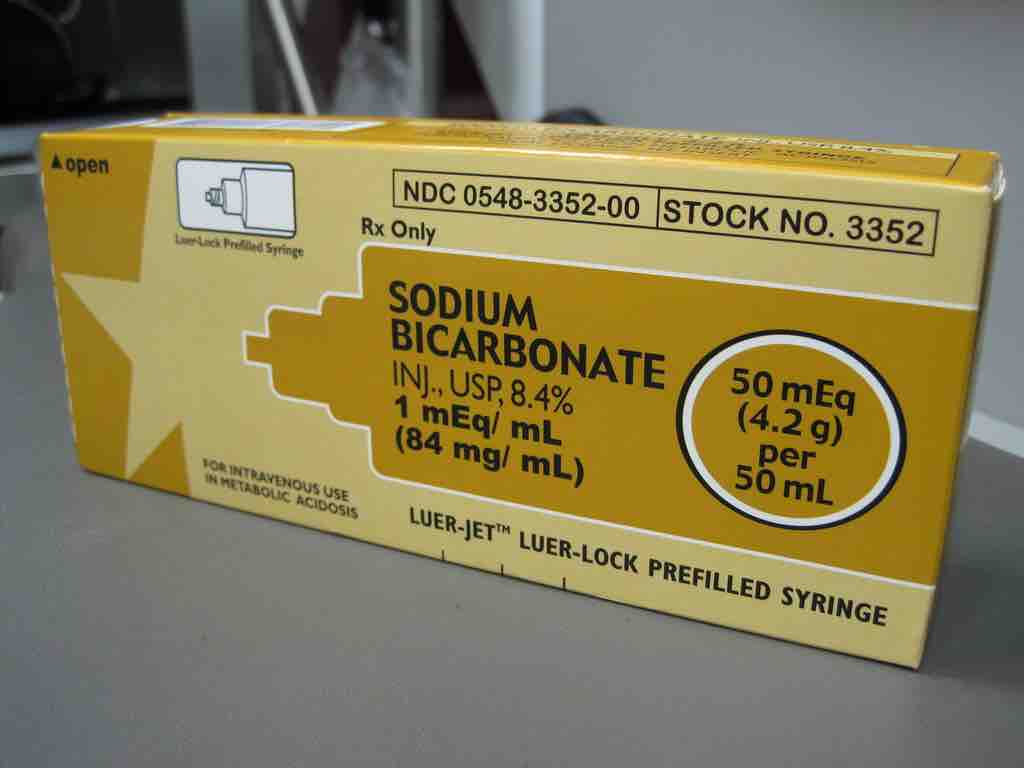 open
Luer-Lock Prefilled Syringe
NDC 0548-3352-00
STOCK NO. 3352
Rx Only
SODIUM
BICARBONATE
INJ., USP, 8.4%
1 mEq/ mL
(84 mg/ mL)
50 mEq
(4.2 g)
per
50 mL
FOR INTRAVENOUS USE
IN METABOLIC ACIDOSIS
LUER-JET™ LUER-LOCK PREFILLED SYRINGE